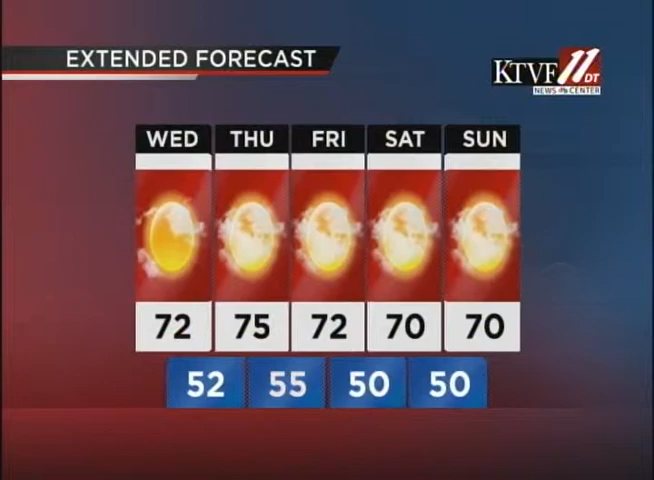 EXTENDED FORECAST
KTVF 11 DT
NEWS CENTER
WED THU FRI SAT SUN
72 75 72 70 70
52 55 50 50